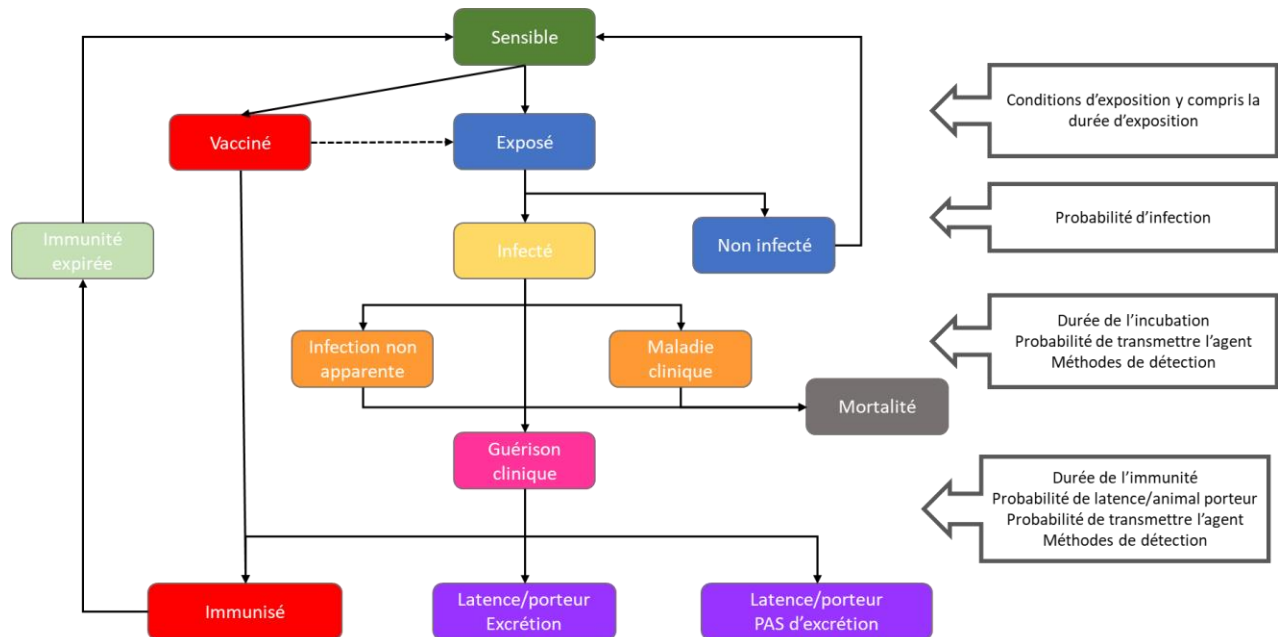 Sensible
Conditions d'exposition y compris la
durée d'exposition
Vacciné
Exposé
Probabilité d'infection
Immunité
expirée
Infecté
Non infecté
Durée de l'incubation
Probabilité de transmettre l'agent
Méthodes de détection
Infection non
apparente
Maladie
clinique
Mortalité
Guérison
clinique
Durée de l'immunité
Probabilité de latence/animal porteur
Probabilité de transmettre l'agent
Méthodes de détection
Immunisé
Latence/porteur
Excrétion
Latence/porteur
PAS d'excrétion